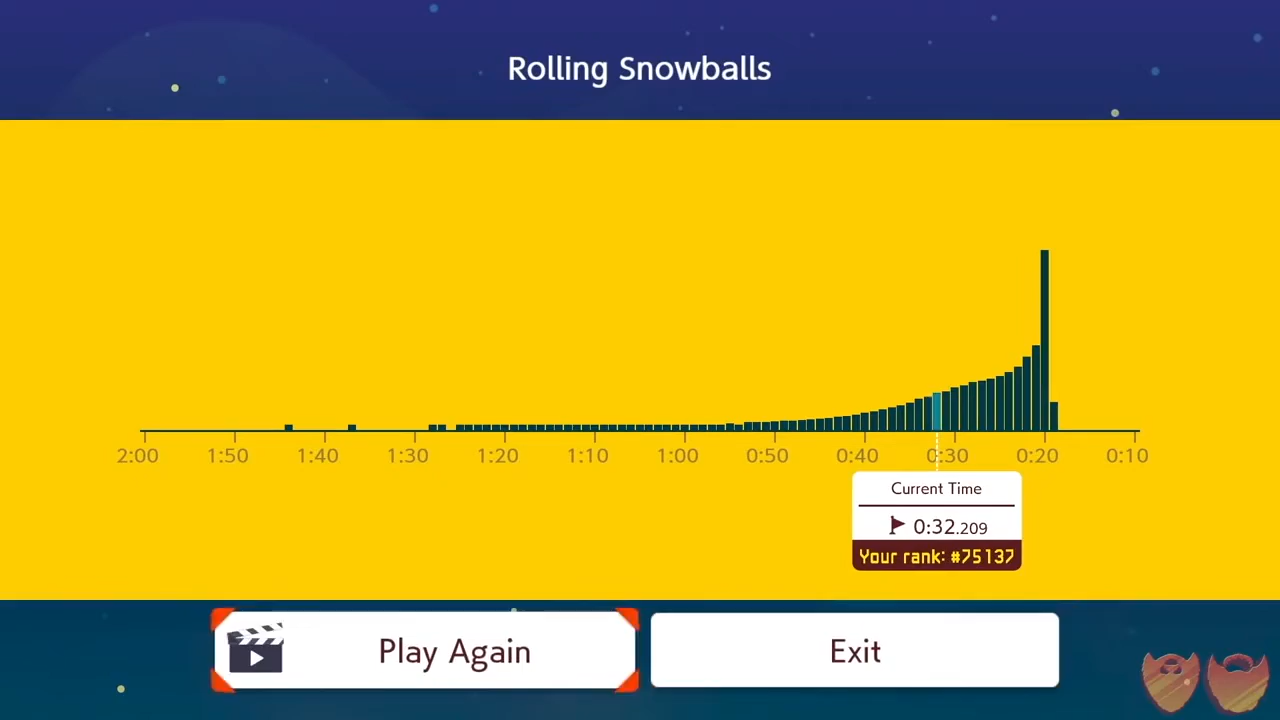 Rolling Snowballs
2:00 1:50 1:40 1:30 1:20 1:10 1:00 0:50 0:40 0:30 0:20 0:10
Current Time
0:32.209
Your rank: #75137
Play Again
Exit